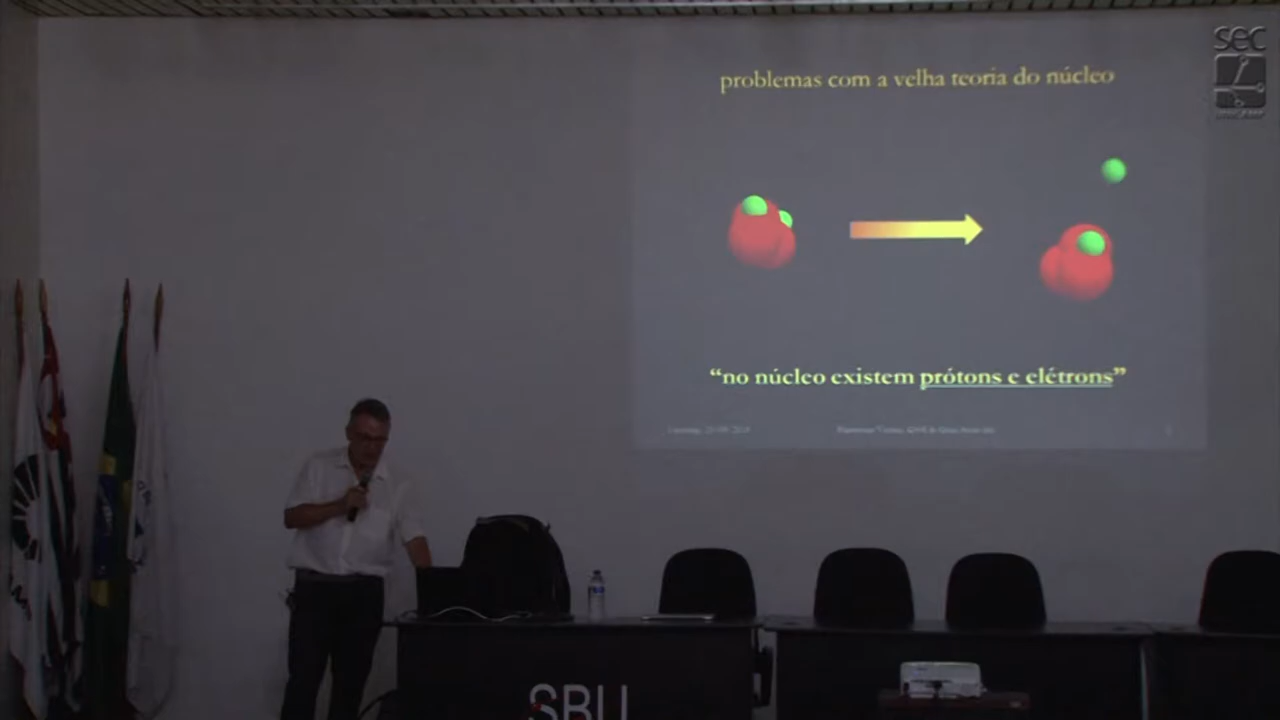 sec
problemas com a velha teoria do núcleo
“no núcleo existem prótons e elétrons”
SBU